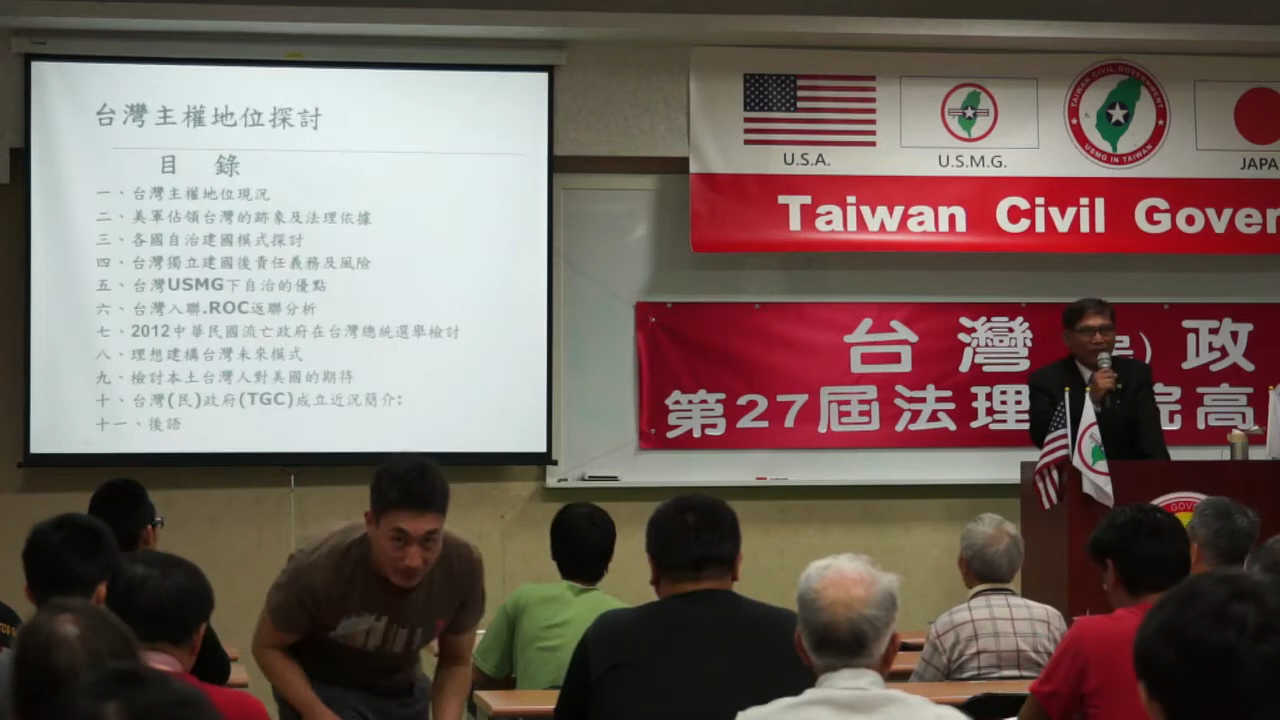 台灣主權地位探討
目 錄
一、台灣主權地位現況
二、美軍佔領台灣的跡象及法理依據
三、各國自治建國模式探討
四、台灣獨立建國後責任義務及風險
五、台灣USMG下自治的優點
六、台灣入聯.ROC返聯分析
七、2012中華民國流亡政府在台灣總統選舉檢討
八、理想建構台灣未來模式
九、檢討本土台灣人對美國的期待
十、台灣(民)政府(TGC)成立近況簡介:
十一、後語
TAIWAN CIVIL GOVERNMENT
USMG IN TAIWAN
U.S.A.
U.S.M.G.
JAPA
Taiwan Civil Gover
台灣 政
第27屆法理 院高
GOVE